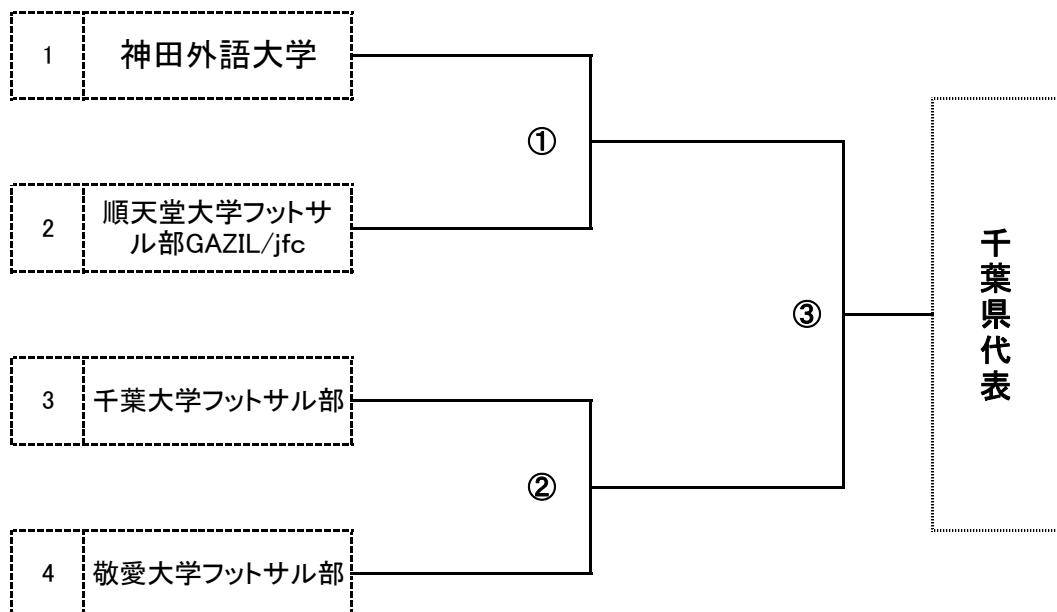 1
神田外語大学
①
2
順天堂大学フットサ
ル部GAZIL/jfc
③
千葉県代表
3
千葉大学フットサル部
②
4
敬愛大学フットサル部